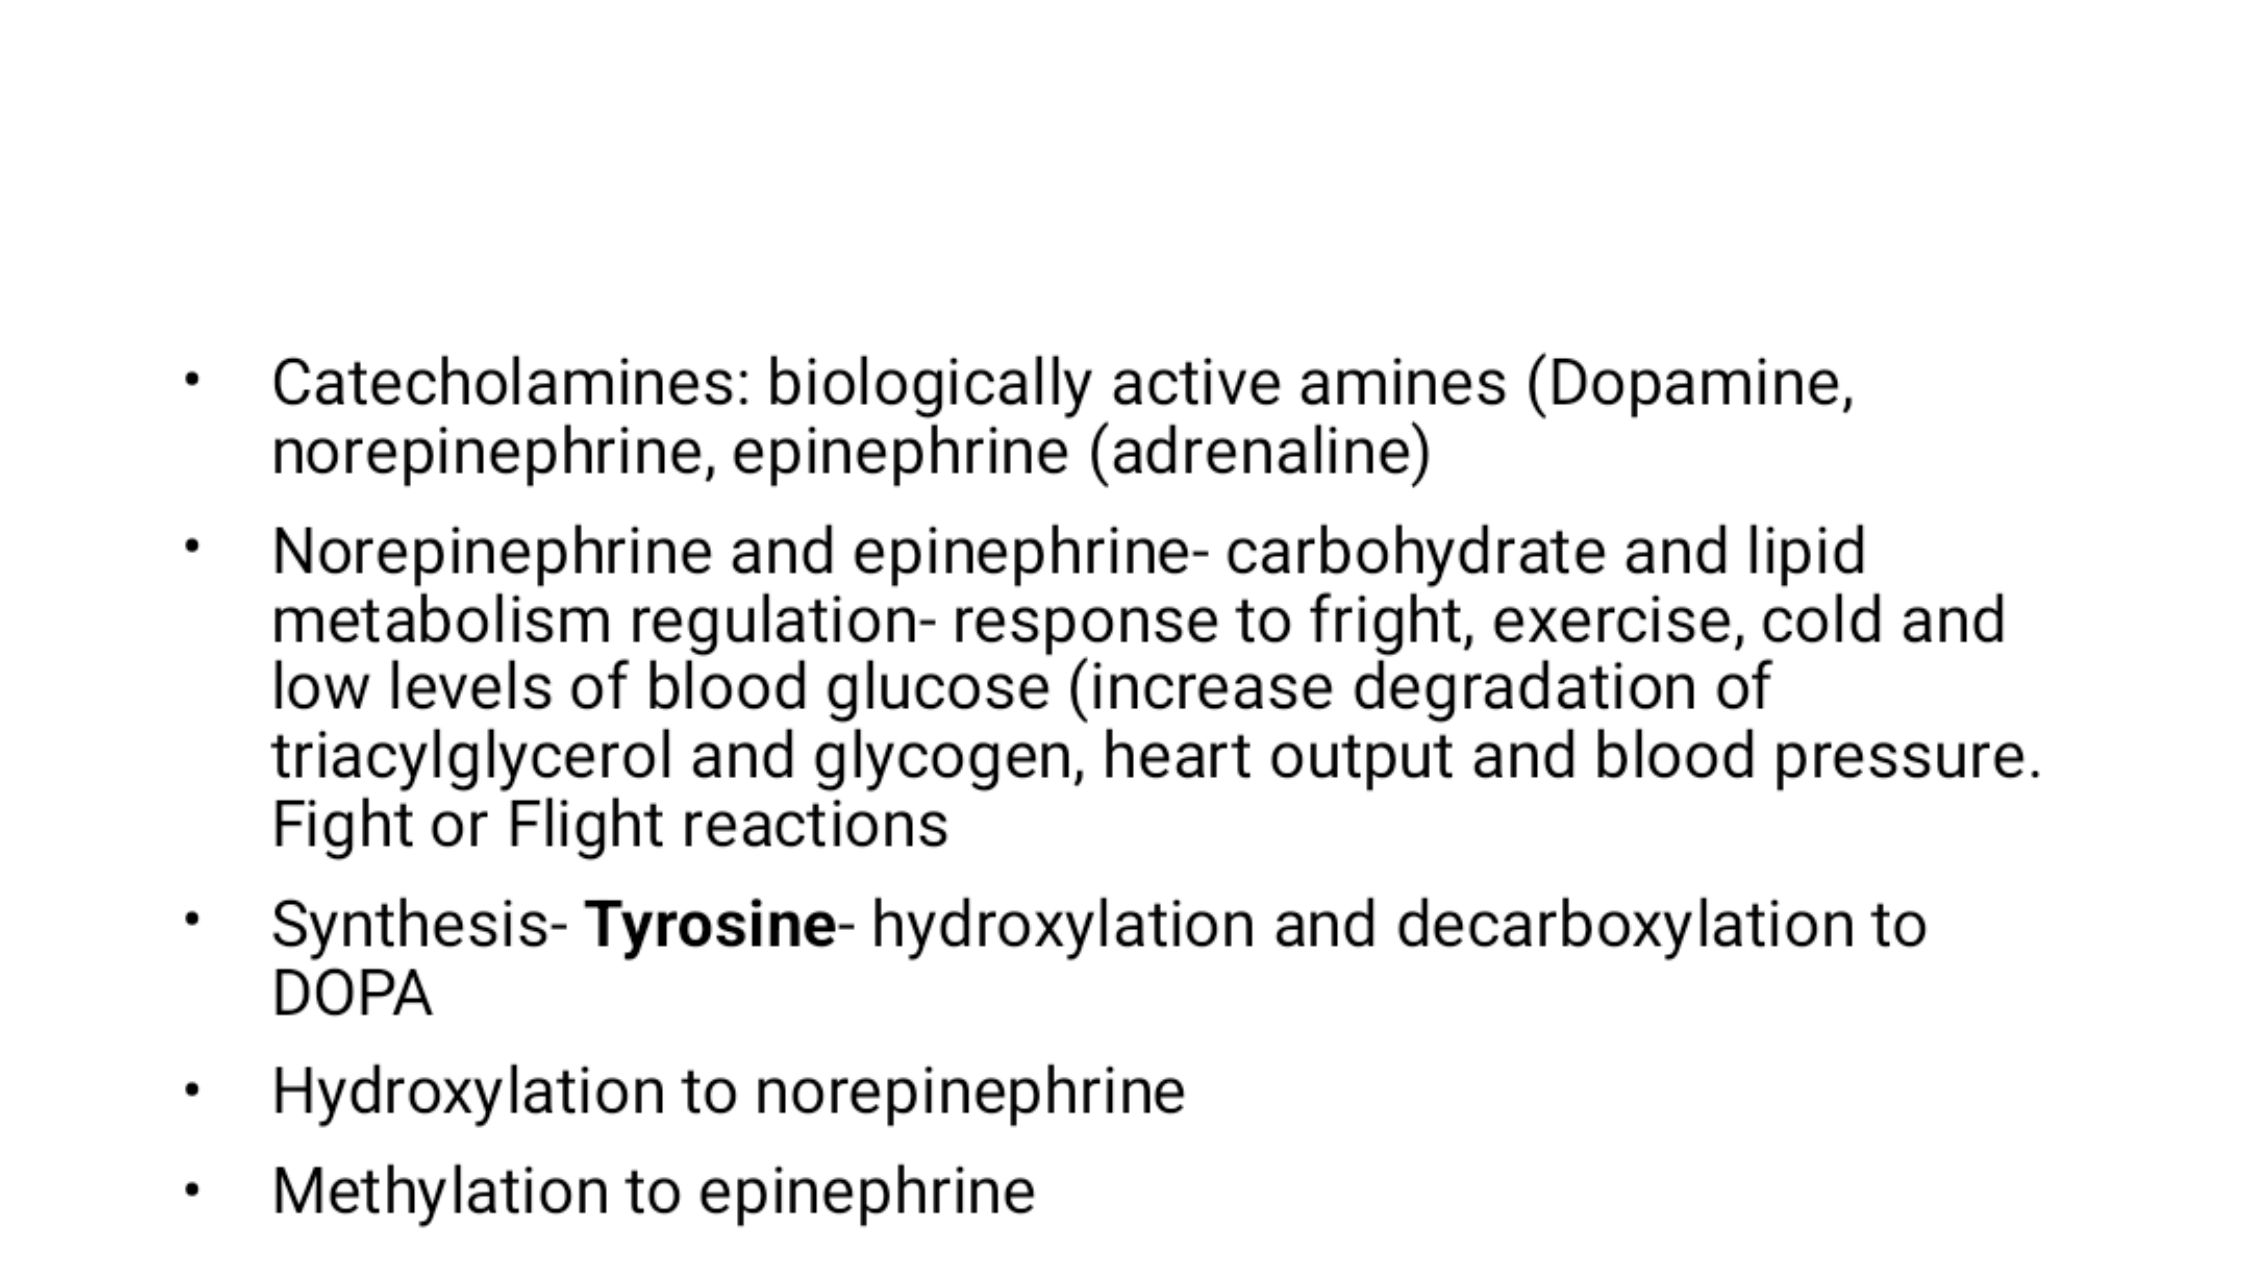 • Catecholamines: biologically active amines (Dopamine,
norepinephrine, epinephrine (adrenaline)
• Norepinephrine and epinephrine- carbohydrate and lipid
metabolism regulation- response to fright, exercise, cold and
low levels of blood glucose (increase degradation of
triacylglycerol and glycogen, heart output and blood pressure.
Fight or Flight reactions
• Synthesis- Tyrosine- hydroxylation and decarboxylation to
DOPA
• Hydroxylation to norepinephrine
• Methylation to epinephrine